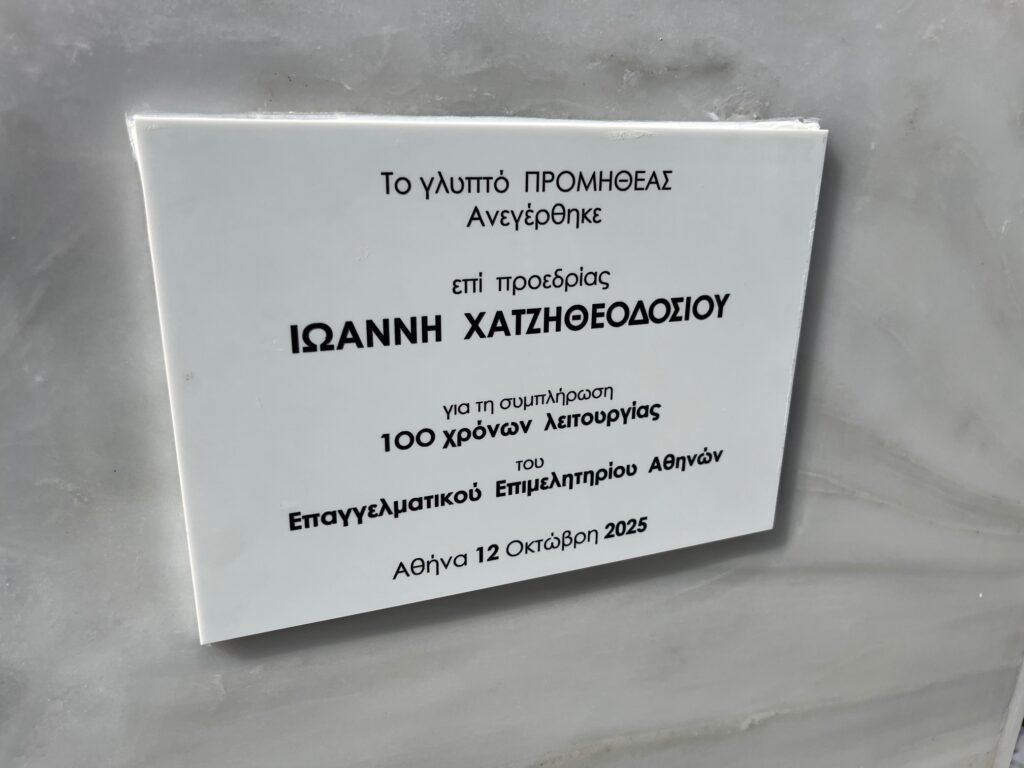 Το γλυπτό ΠΡΟΜΗΘΕΑΣ
Ανεγέρθηκε
επί προεδρίας
ΙΩΑΝΝΗ ΧΑΤΖΗΘΕΟΔΟΣΙΟΥ
για τη συμπλήρωση
100 χρόνων λειτουργίας
του
Επαγγελματικού Επιμελητηρίου Αθηνών
Αθήνα 12 Οκτώβρη 2025